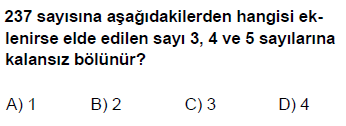 237 sayısına aşağıdakilerden hangisi ek-
lenirse elde edilen sayı 3, 4 ve 5 sayılarına
kalansız bölünür?
A) 1 B) 2 C) 3 D) 4